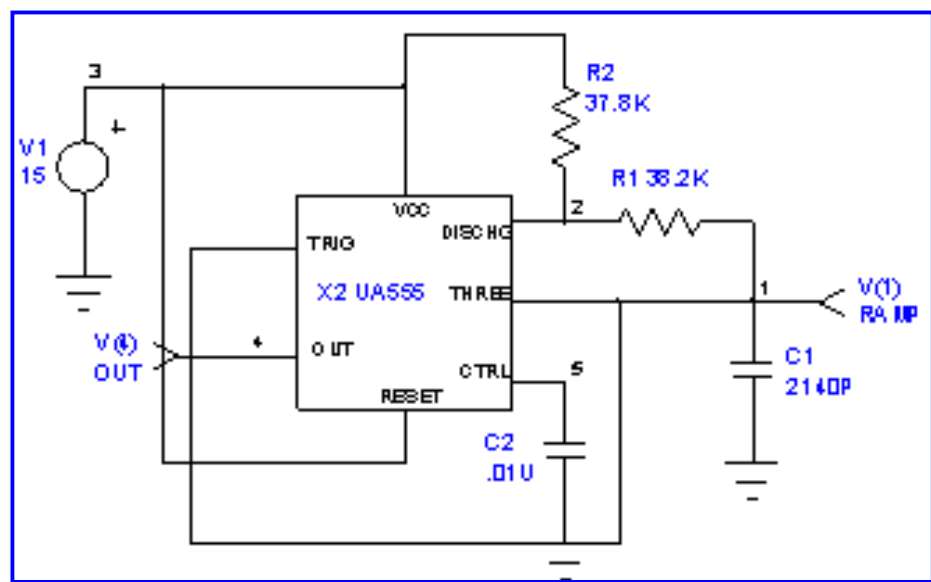 3
R2
37.8K
V1
15
+
R1 38.2K
VCC
2
TRIG
DISCHG
X2 UA555
THREE
1
V(1)
RAMP
V(4)
OUT
4
OUT
CTRL
5
C1
2140P
RESET
C2
.01U